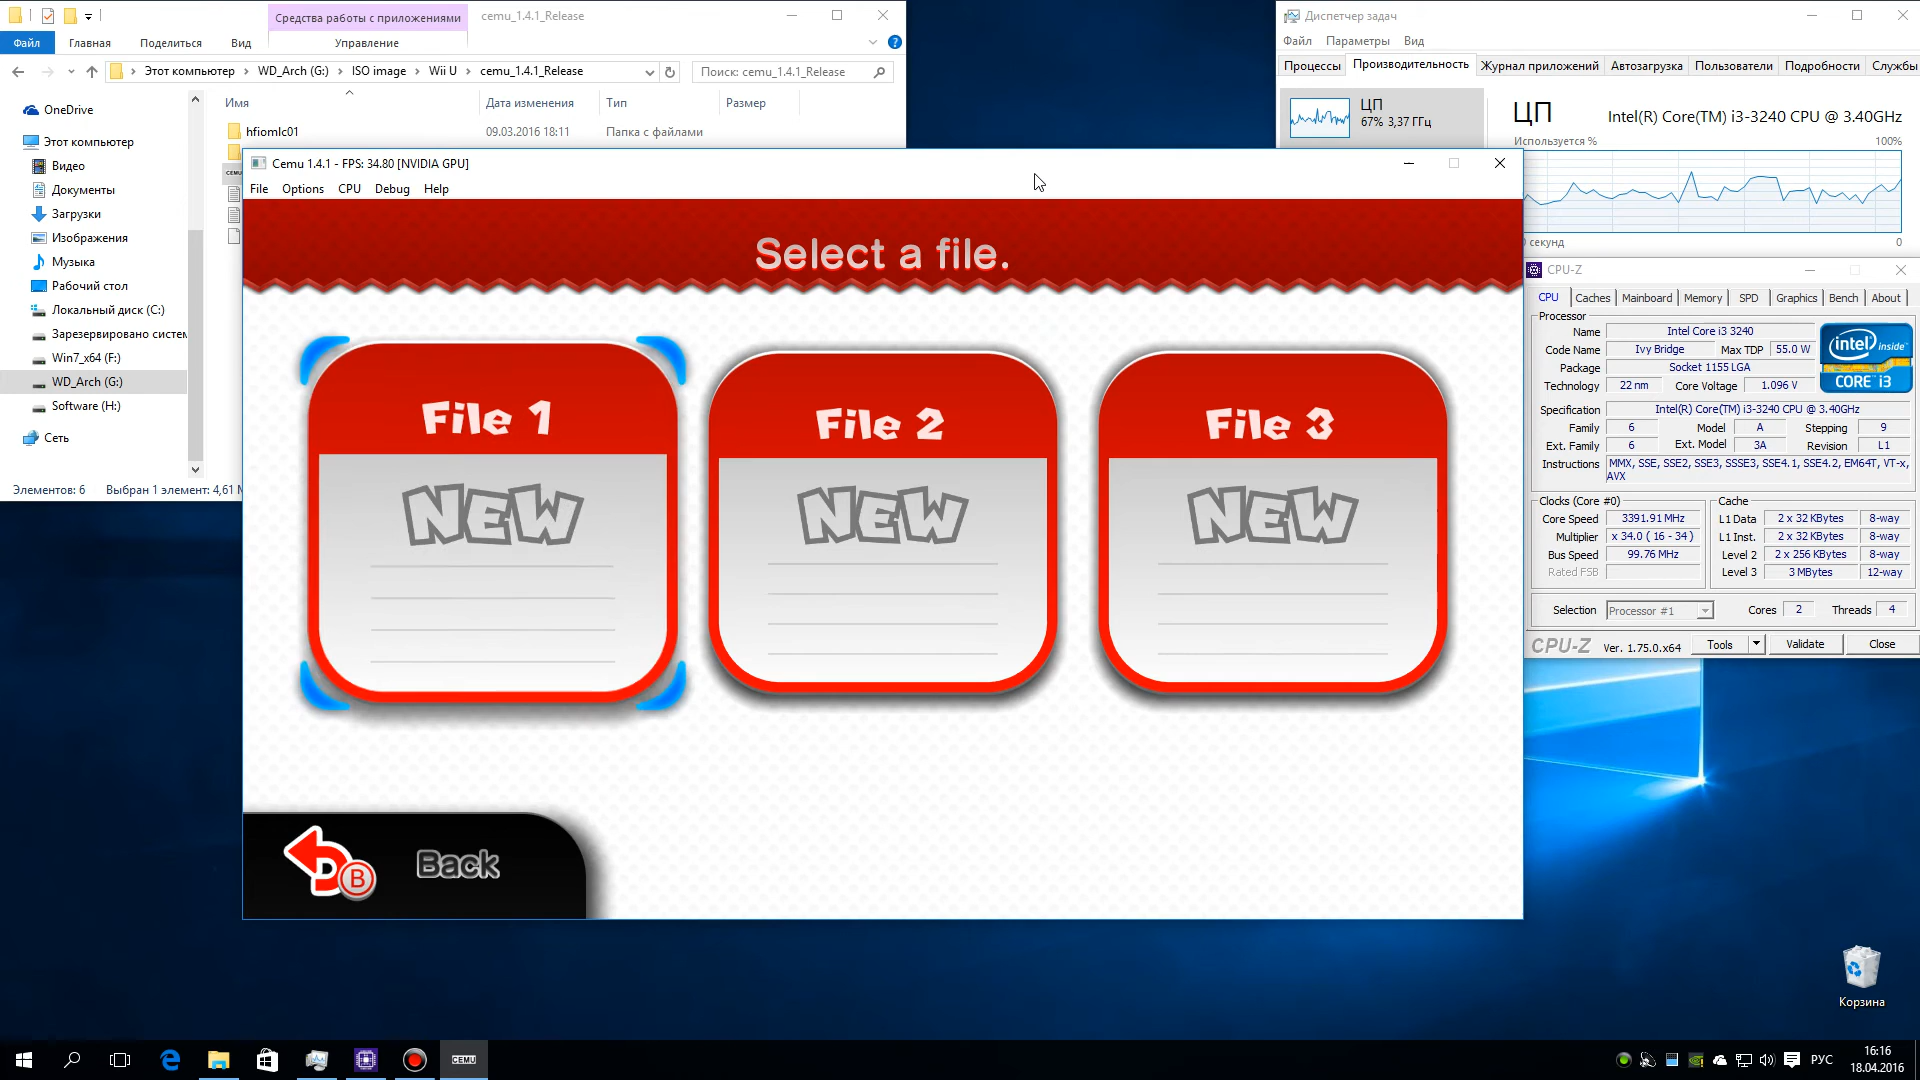 Средства работы с приложениями
cemu_1.4.1_Release
Файл
Главная
Поделиться
Вид
Управление
Этот компьютер
WD_Arch (G:)
ISO image
Wii U
cemu_1.4.1_Release
Поиск: cemu_1.4.1_Release
OneDrive
Этот компьютер
Видео
Документы
Загрузки
Изображения
Музыка
Рабочий стол
Локальный диск (C:)
Зарезервировано систем
Win7_x64 (F:)
WD_Arch (G:)
Software (H:)
Сеть
Имя
Дата изменения
Тип
Размер
hfiomlc01
09.03.2016 18:11
Папка с файлами
Элементов: 6
Выбран 1 элемент: 4,61
Cemu 1.4.1 - FPS: 34.80 [NVIDIA GPU]
File
Options
CPU
Debug
Help
Select a file.
File 1
File 2
File 3
NEW
NEW
NEW
B
Back
Диспетчер задач
Файл
Параметры
Вид
Процессы
Производительность
Журнал приложений
Автозагрузка
Пользователи
Подробности
Службы
ЦП
67% 3,37 ГГц
ЦП
Intel(R) Core(TM) i3-3240 CPU @ 3.40GHz
Используется %
100%
секунд
0
CPU-Z
CPU
Caches
Mainboard
Memory
SPD
Graphics
Bench
About
Processor
Name
Intel Core i3 3240
Code Name
Ivy Bridge
Max TDP
55.0 W
Package
Socket 1155 LGA
Technology
22 nm
Core Voltage
1.096 V
intel inside
CORE i3
Specification
Intel(R) Core(TM) i3-3240 CPU @ 3.40GHz
Family
6
Model
A
Stepping
9
Ext. Family
6
Ext. Model
3A
Revision
L1
Instructions
MMX, SSE, SSE2, SSE3, SSSE3, SSE4.1, SSE4.2, EM64T, VT-x,
AVX
Clocks (Core #0)
Core Speed
3391.91 MHz
Multiplier
x 34.0 ( 16 - 34 )
Bus Speed
99.76 MHz
Rated FSB
Cache
L1 Data
2 x 32 KBytes
8-way
L1 Inst.
2 x 32 KBytes
8-way
Level 2
2 x 256 KBytes
8-way
Level 3
3 MBytes
12-way
Selection
Processor #1
Cores
2
Threads
4
CPU-Z
Ver. 1.75.0.x64
Tools
Validate
Close
Корзина
CEMU
РУС
16:16
18.04.2016